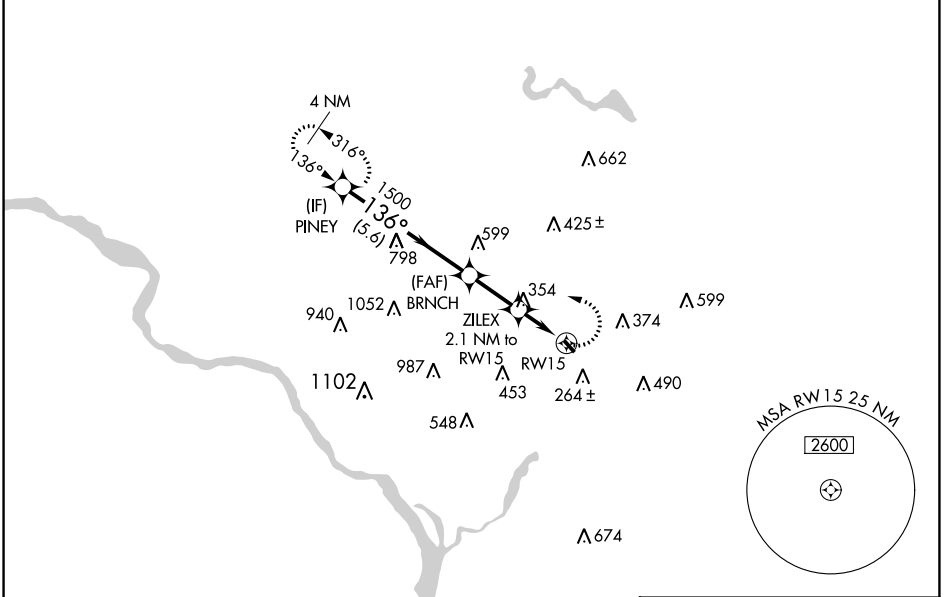 4 NM
316°
136°
(IF)
PINEY
1500
136°
(5.6)
798
662
425 ±
599
(FAF)
BRNCH
354
599
374
1052
940
ZILEX
2.1 NM to
RW15
RW15
987
453
264 ±
490
1102
548
674
MSA RW15 25 NM
2600